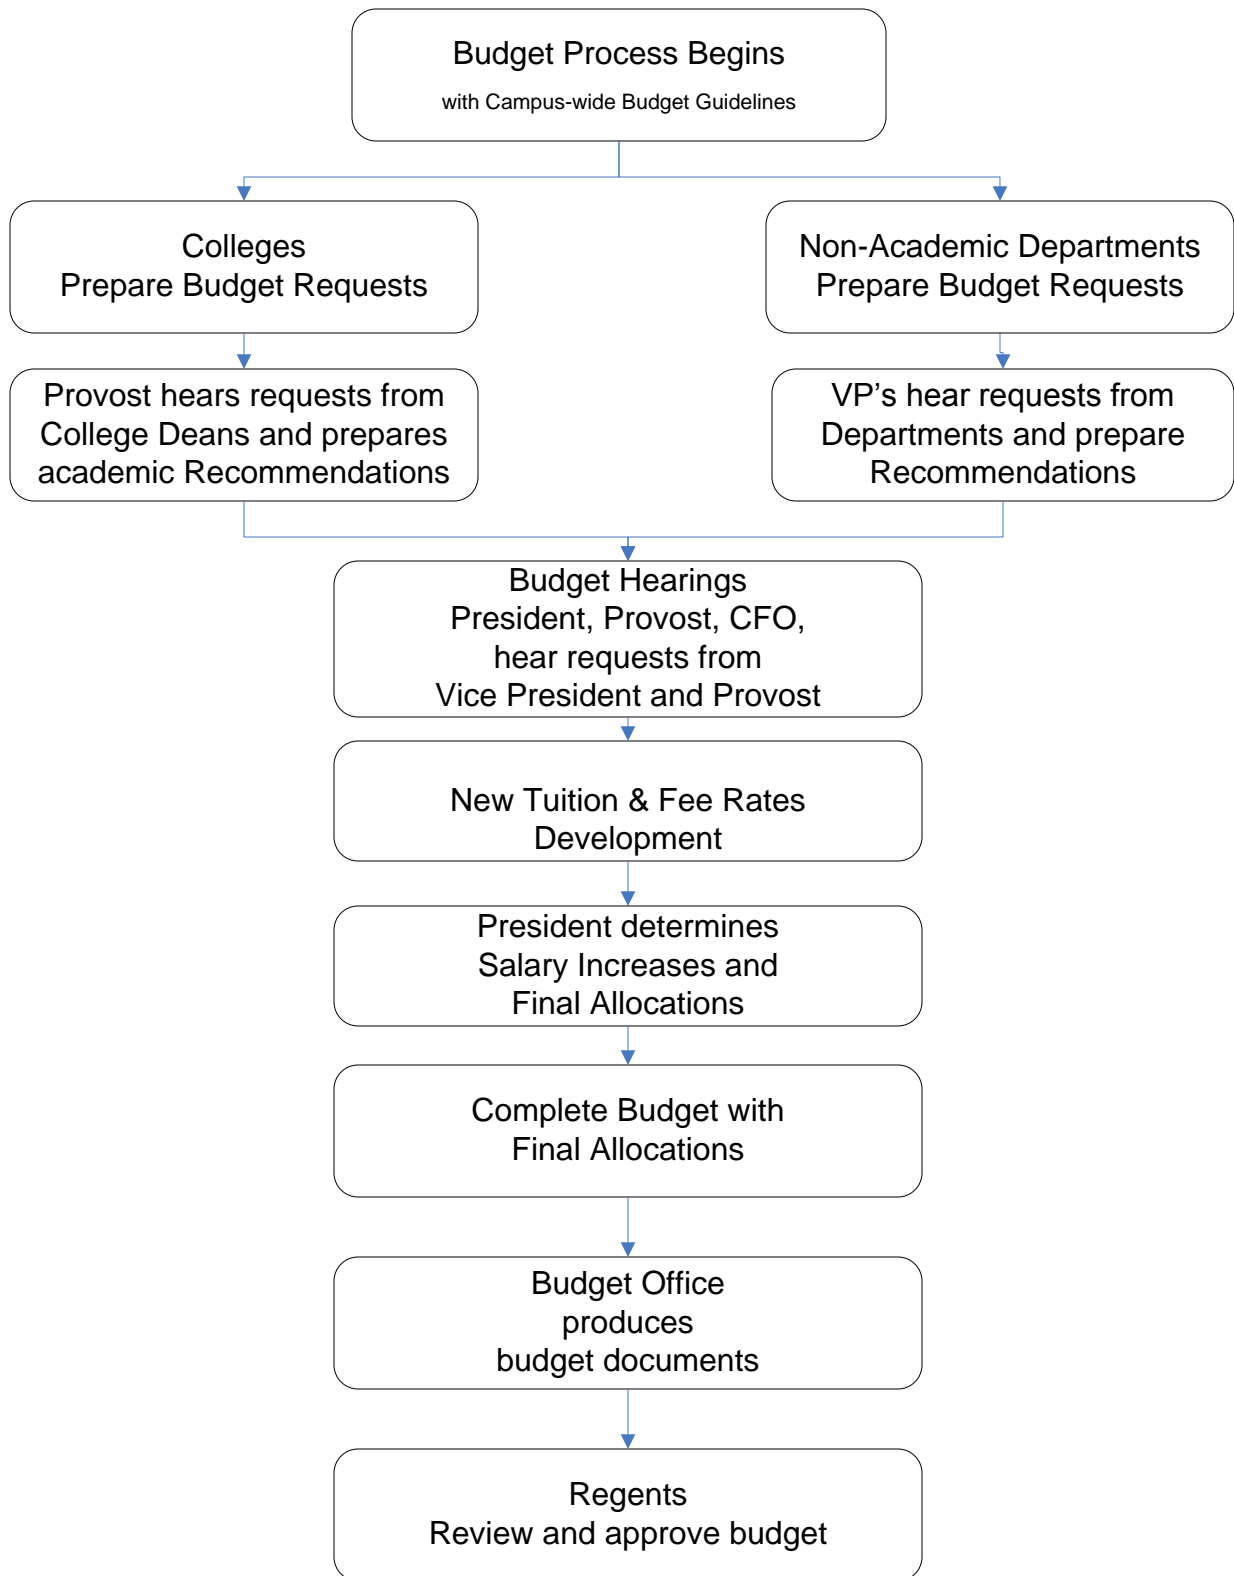 Budget Process Begins
with Campus-wide Budget Guidelines
Colleges
Prepare Budget Requests
Non-Academic Departments
Prepare Budget Requests
Provost hears requests from
College Deans and prepares
academic Recommendations
VP's hear requests from
Departments and prepare
Recommendations
Budget Hearings
President, Provost, CFO,
hear requests from
Vice President and Provost
New Tuition & Fee Rates
Development
President determines
Salary Increases and
Final Allocations
Complete Budget with
Final Allocations
Budget Office
produces
budget documents
Regents
Review and approve budget